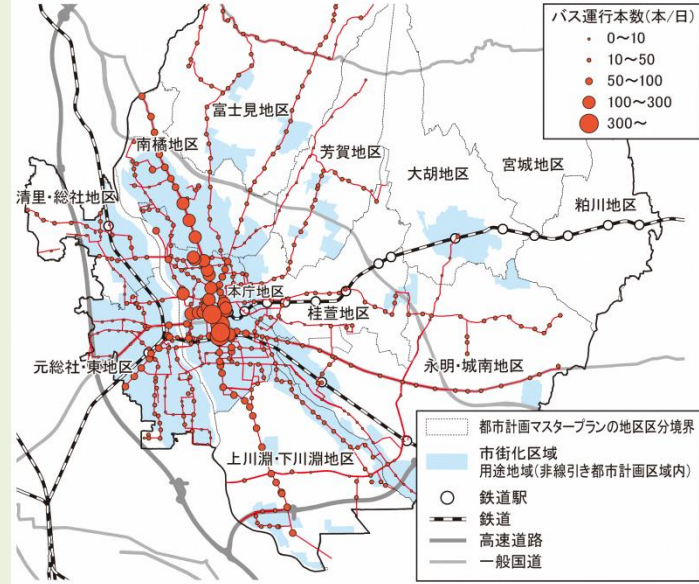 バス運行本数(本/日)
0～10
10～50
50～100
100～300
300～
富士見地区
南橘地区
芳賀地区
大胡地区
宮城地区
粕川地区
清里・総社地区
本庁地区
桂萱地区
元総社・東地区
永明・城南地区
上川淵・下川淵地区
都市計画マスタープランの地区区分境界
市街化区域
用途地域(非線引き都市計画区域内)
鉄道駅
鉄道
高速道路
一般国道